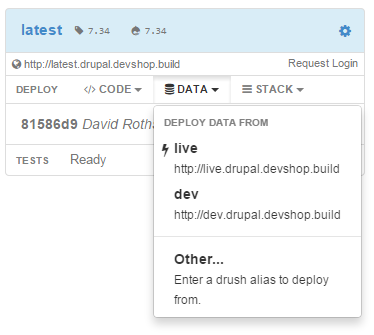 latest 7.34 7.34
http://latest.drupal.devshop.build Request Login
DEPLOY CODE DATA STACK
DEPLOY DATA FROM
81586d9 David Roth
live
http://live.drupal.devshop.build
TESTS Ready
dev
http://dev.drupal.devshop.build
Other...
Enter a drush alias to deploy
from.